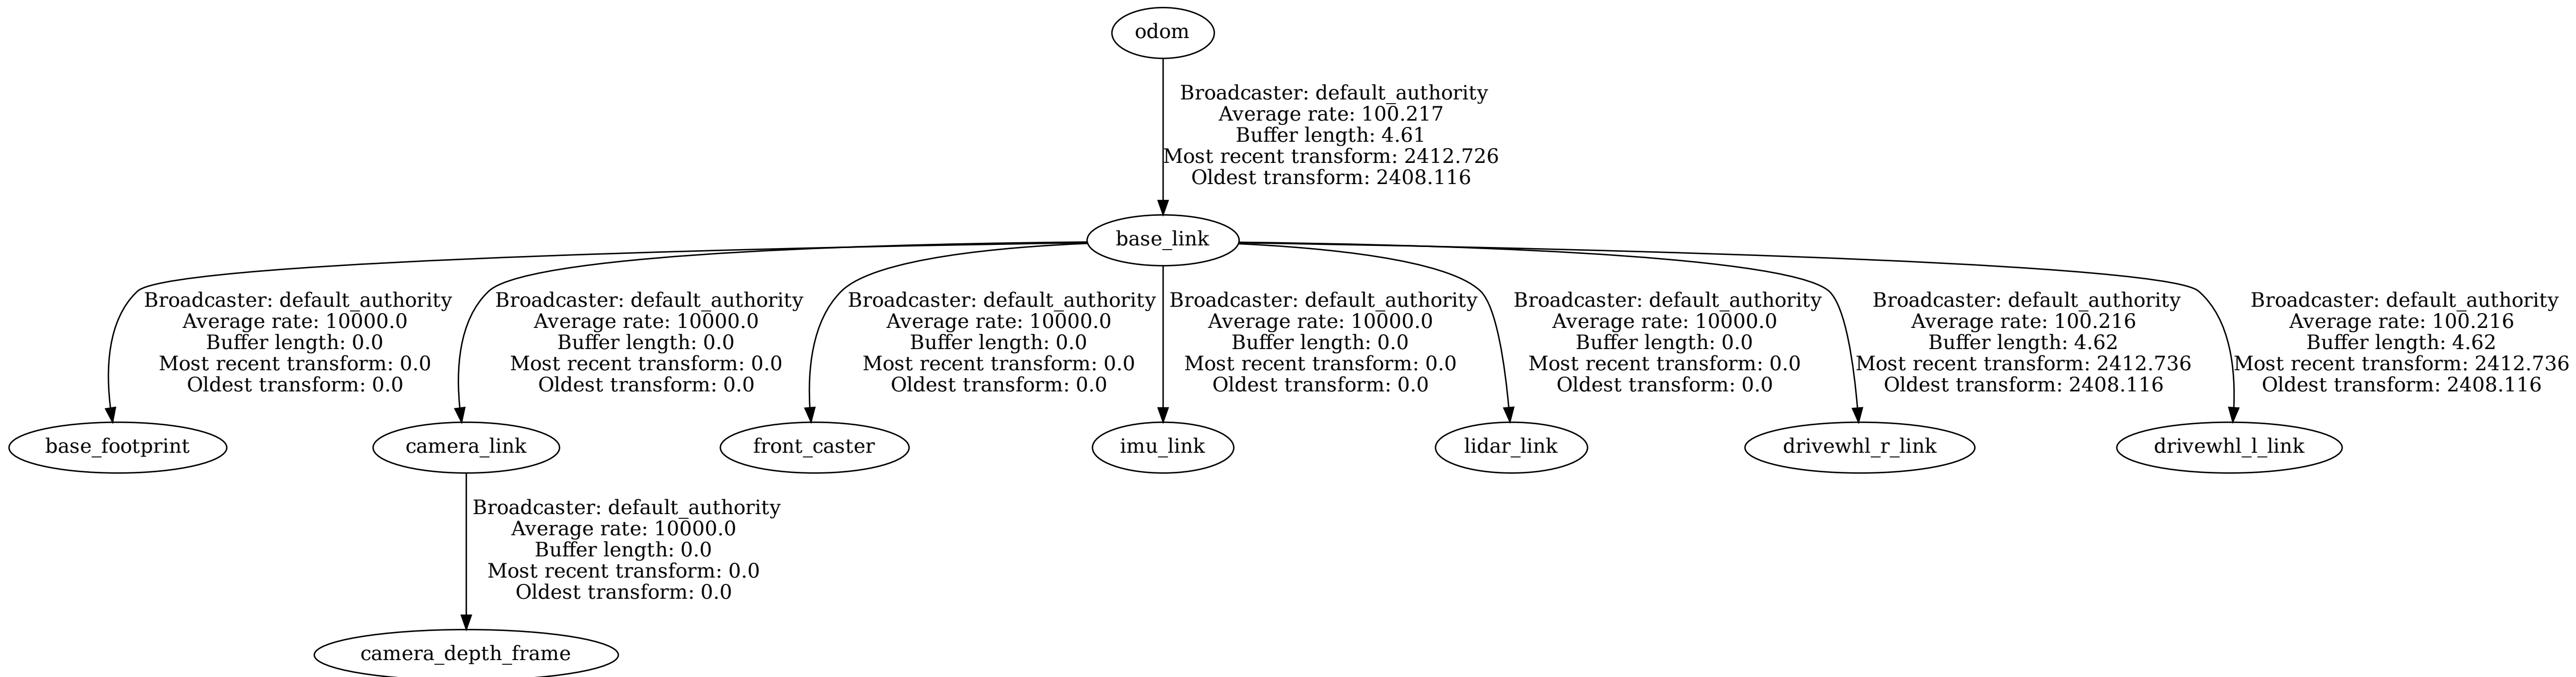 odom
Broadcaster: default_authority
Average rate: 100.217
Buffer length: 4.61
Most recent transform: 2412.726
Oldest transform: 2408.116
base_link
Broadcaster: default_authority
Average rate: 10000.0
Buffer length: 0.0
Most recent transform: 0.0
Oldest transform: 0.0
Broadcaster: default_authority
Average rate: 10000.0
Buffer length: 0.0
Most recent transform: 0.0
Oldest transform: 0.0
Broadcaster: default_authority
Average rate: 10000.0
Buffer length: 0.0
Most recent transform: 0.0
Oldest transform: 0.0
Broadcaster: default_authority
Average rate: 10000.0
Buffer length: 0.0
Most recent transform: 0.0
Oldest transform: 0.0
Broadcaster: default_authority
Average rate: 10000.0
Buffer length: 0.0
Most recent transform: 0.0
Oldest transform: 0.0
Broadcaster: default_authority
Average rate: 100.216
Buffer length: 4.62
Most recent transform: 2412.736
Oldest transform: 2408.116
Broadcaster: default_authority
Average rate: 100.216
Buffer length: 4.62
Most recent transform: 2412.736
Oldest transform: 2408.116
base_footprint
camera_link
front_caster
imu_link
lidar_link
drivewhl_r_link
drivewhl_l_link
Broadcaster: default_authority
Average rate: 10000.0
Buffer length: 0.0
Most recent transform: 0.0
Oldest transform: 0.0
camera_depth_frame